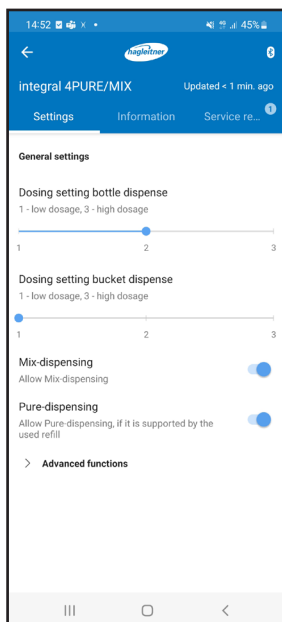 14:52
45%
hagleitner
integral 4PURE/MIX
Updated < 1 min. ago
Settings
Information
Service re...
1
General settings
Dosing setting bottle dispense
1 - low dosage, 3 - high dosage
1 2 3
Dosing setting bucket dispense
1 - low dosage, 3 - high dosage
1 2 3
Mix-dispensing
Allow Mix-dispensing
Pure-dispensing
Allow Pure-dispensing, if it is supported by the
used refill
Advanced functions